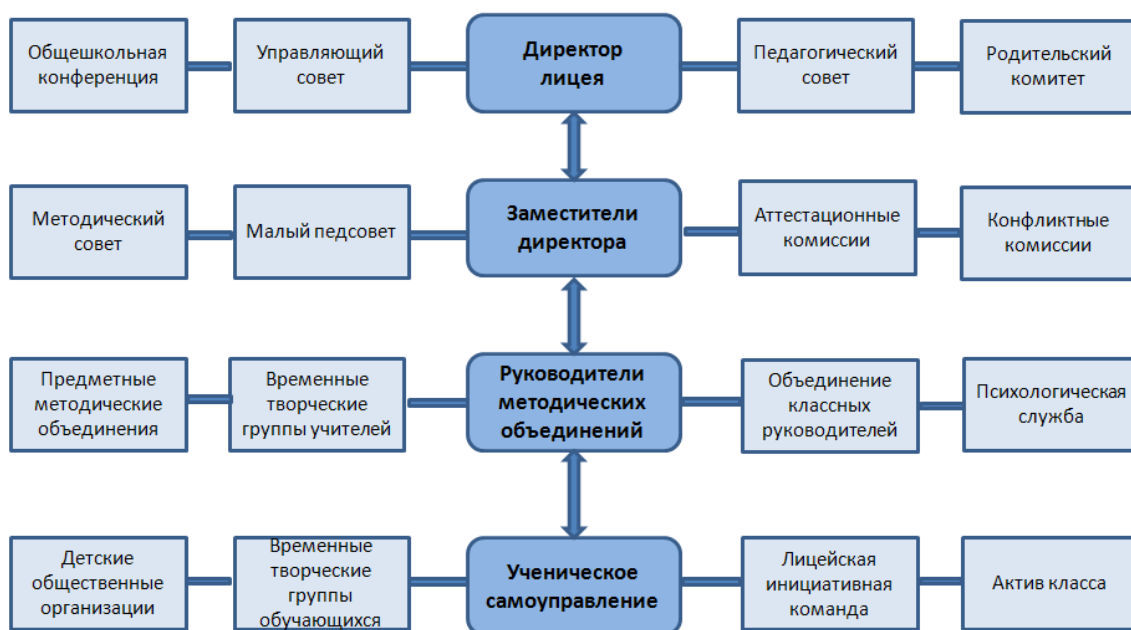 Общешкольная
конференция
Управляющий
совет
Директор
лицея
Педагогический
совет
Родительский
комитет
Методический
совет
Малый педсовет
Заместители
директора
Аттестационные
комиссии
Конфликтные
комиссии
Предметные
методические
объединения
Временные
творческие
группы учителей
Руководители
методических
объединений
Объединение
классных
руководителей
Психологическая
служба
Детские
общественные
организации
Временные
творческие
группы
обучающихся
Ученическое
самоуправление
Лицейская
инициативная
команда
Актив класса